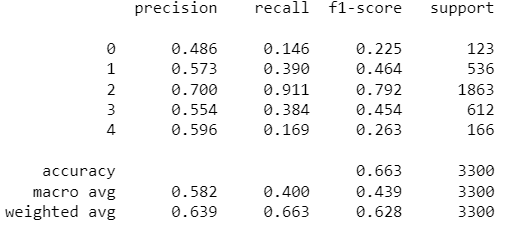 precision recall f1-score support
0 0.486 0.146 0.225 123
1 0.573 0.390 0.464 536
2 0.700 0.911 0.792 1863
3 0.554 0.384 0.454 612
4 0.596 0.169 0.263 166
accuracy 0.663 3300
macro avg 0.582 0.400 0.439 3300
weighted avg 0.639 0.663 0.628 3300